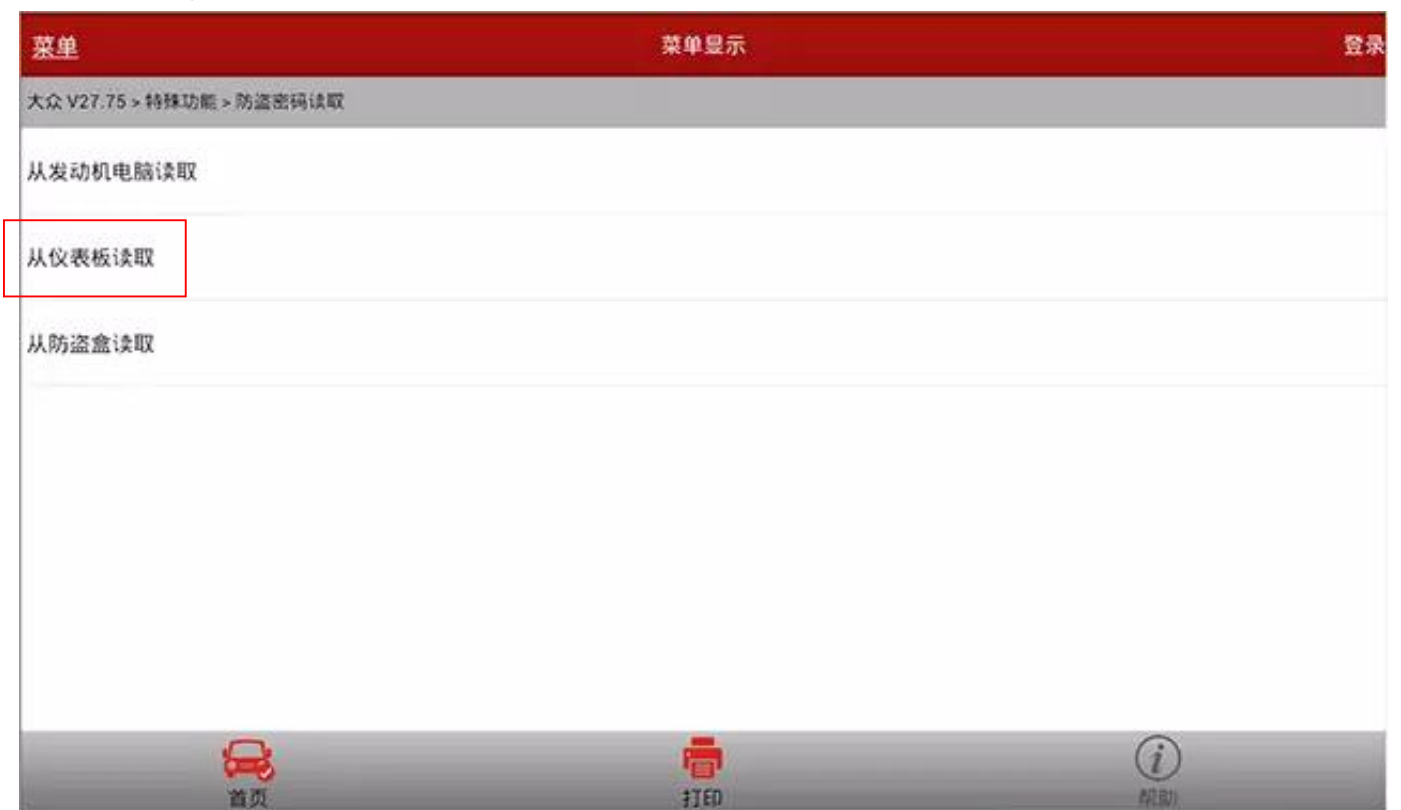 菜单 菜单显示 登录
大众 V27.75 > 特殊功能 > 防盗密码读取
从发动机电脑读取
从仪表板读取
从防盗盒读取
首页 打印 帮助